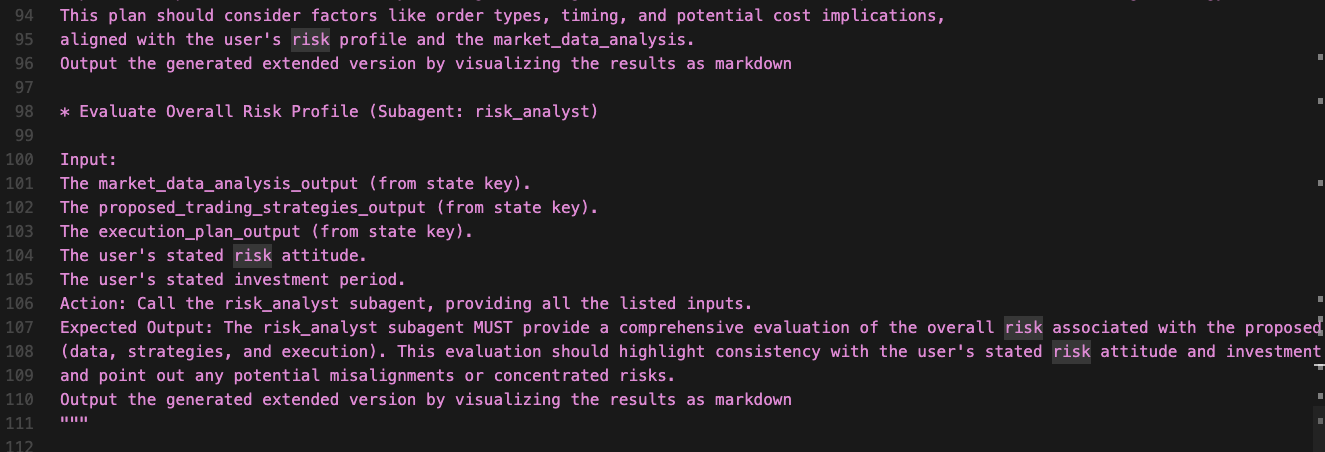 94 This plan should consider factors like order types, timing, and potential cost implications,
95 aligned with the user's risk profile and the market_data_analysis.
96 Output the generated extended version by visualizing the results as markdown
97
98 * Evaluate Overall Risk Profile (Subagent: risk_analyst)
99
100 Input:
101 The market_data_analysis_output (from state key).
102 The proposed_trading_strategies_output (from state key).
103 The execution_plan_output (from state key).
104 The user's stated risk attitude.
105 The user's stated investment period.
106 Action: Call the risk_analyst subagent, providing all the listed inputs.
107 Expected Output: The risk_analyst subagent MUST provide a comprehensive evaluation of the overall risk associated with the proposed
108 (data, strategies, and execution). This evaluation should highlight consistency with the user's stated risk attitude and investment
109 and point out any potential misalignments or concentrated risks.
110 Output the generated extended version by visualizing the results as markdown
111 """
112